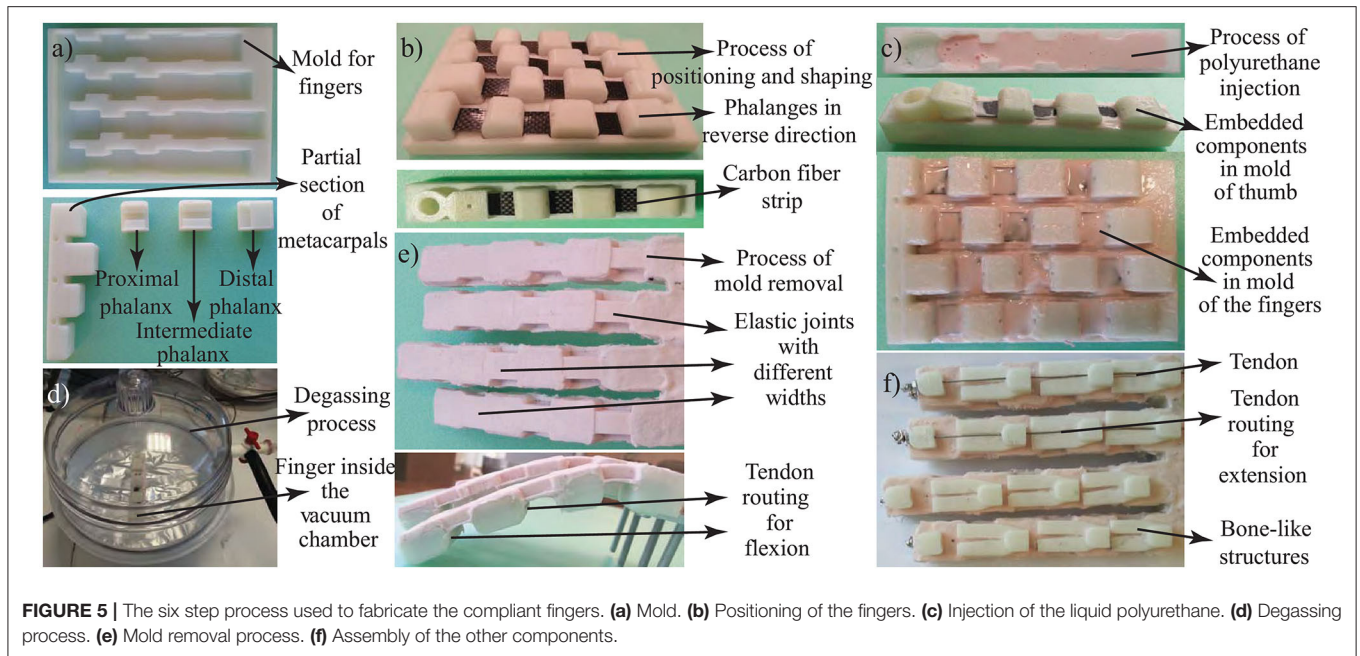 a)
Mold for
fingers
Partial
section
of
metacarpals
Proximal
phalanx
Distal
phalanx
Intermediate
phalanx
b)
Process of
positioning and shaping
Phalanges in
reverse direction
Carbon fiber
strip
c)
Process of
polyurethane
injection
Embedded
components
in mold
of thumb
Embedded
components
in mold
of the fingers
d)
Degassing
process
Finger inside
the
vacuum
chamber
e)
Process of
mold removal
Elastic joints
with
different
widths
Tendon
routing
for
flexion
f)
Tendon
Tendon
routing
for
extension
Bone-like
structures
FIGURE 5 | The six step process used to fabricate the compliant fingers. (a) Mold. (b) Positioning of the fingers. (c) Injection of the liquid polyurethane. (d) Degassing
process. (e) Mold removal process. (f) Assembly of the other components.